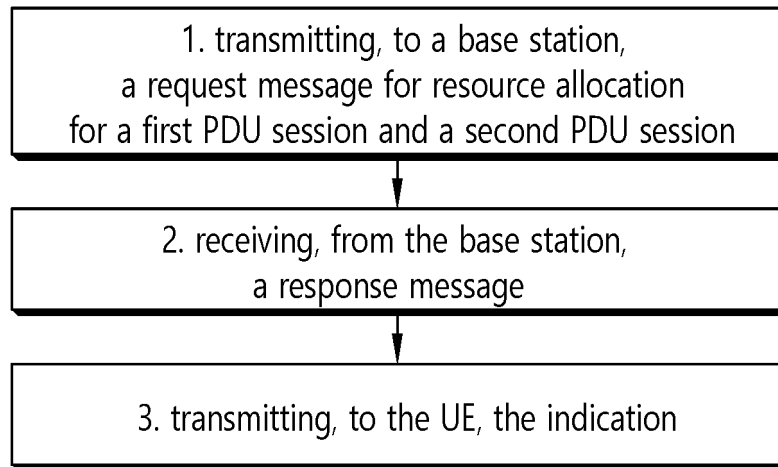 1. transmitting, to a base station,
a request message for resource allocation
for a first PDU session and a second PDU session
2. receiving, from the base station,
a response message
3. transmitting, to the UE, the indication